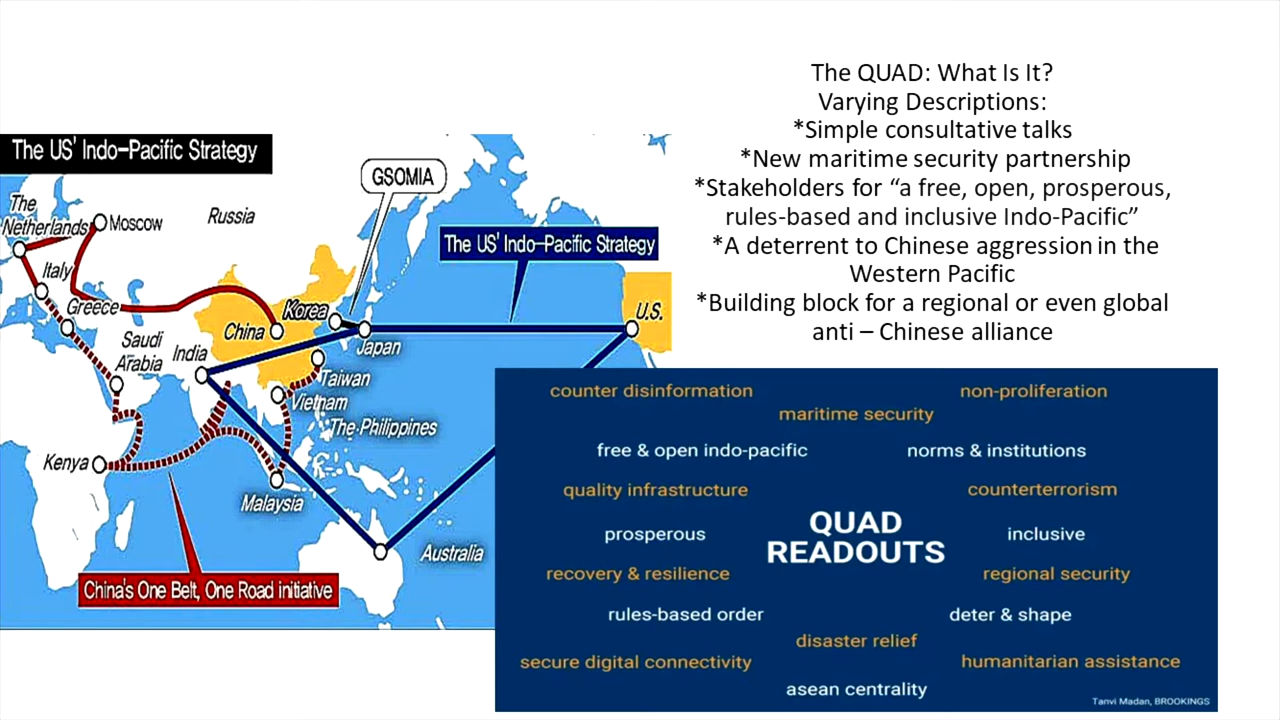 The QUAD: What Is It?
Varying Descriptions:
*Simple consultative talks
*New maritime security partnership
*Stakeholders for “a free, open, prosperous,
rules-based and inclusive Indo-Pacific”
*A deterrent to Chinese aggression in the
Western Pacific
*Building block for a regional or even global
anti – Chinese alliance
The US' Indo-Pacific Strategy
GSOMIA
The
Netherlands
Moscow
Russia
The US' Indo-Pacific Strategy
Italy
Greece
Korea
U.S.
China
Japan
Saudi
Arabia
India
Taiwan
Vietnam
The Philippines
Kenya
Malaysia
Australia
China's One Belt, One Road initiative
counter disinformation
non-proliferation
maritime security
free & open indo-pacific
norms & institutions
quality infrastructure
counterterrorism
QUAD
READOUTS
prosperous
inclusive
recovery & resilience
regional security
rules-based order
deter & shape
disaster relief
secure digital connectivity
humanitarian assistance
asean centrality
Tanvi Madan, BROOKINGS